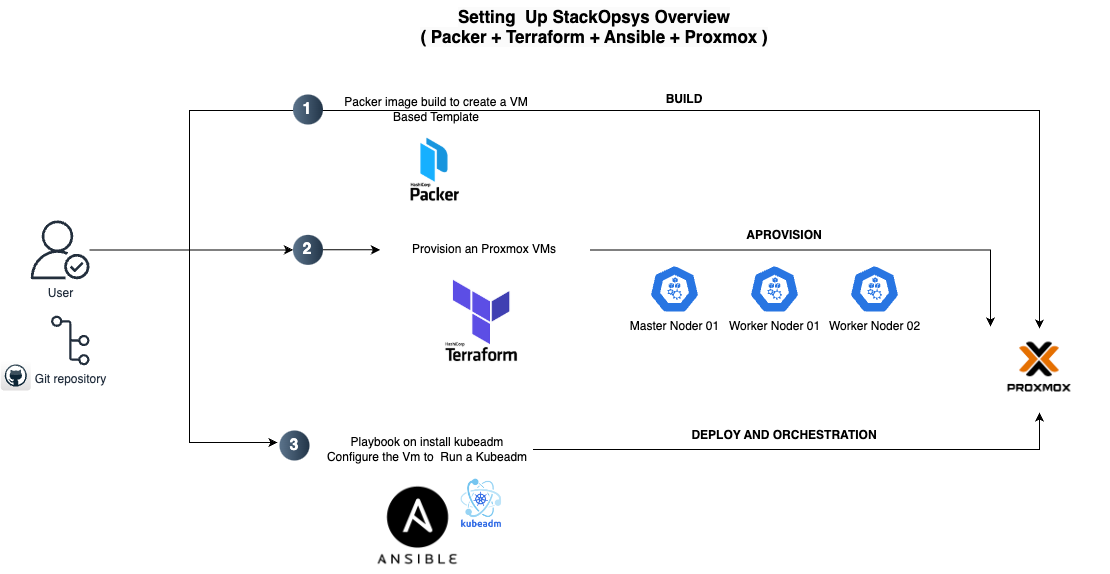 Setting Up StackOpsys Overview
( Packer + Terraform + Ansible + Proxmox )
1
Packer image build to create a VM
Based Template
BUILD
HashiCorp
Packer
User
2
Provision an Proxmox VMs
APROVISION
HashiCorp
Terraform
Master Noder 01
Worker Noder 01
Worker Noder 02
Git repository
PROXMOX
3
Playbook on install kubeadm
Configure the Vm to Run a Kubeadm
DEPLOY AND ORCHESTRATION
kubeadm
ANSIBLE